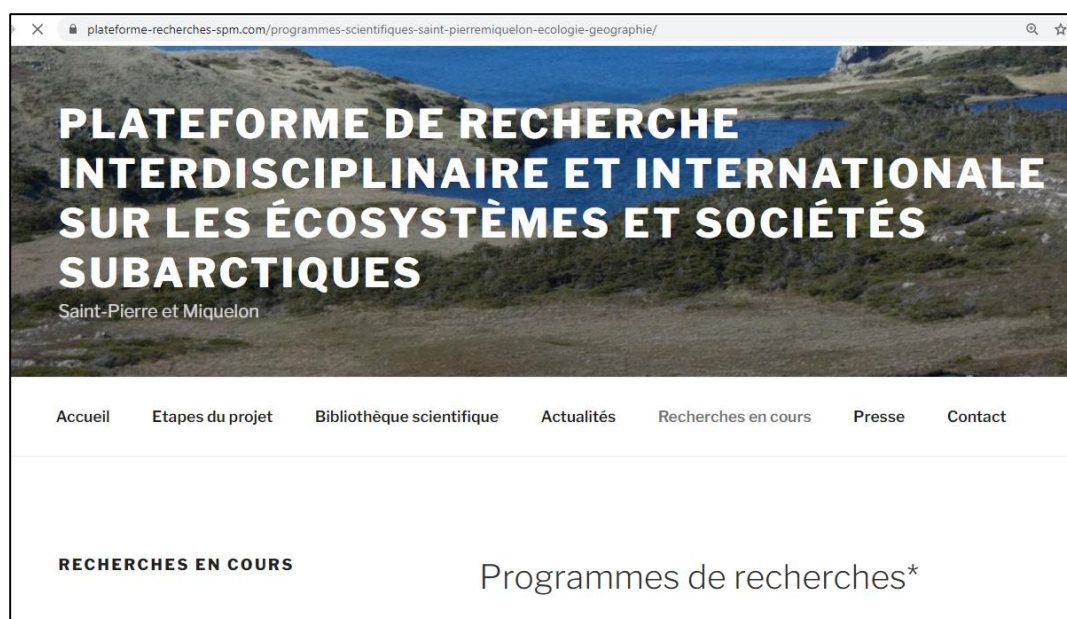 plateforme-recherches-spm.com/programmes-scientifiques-saint-pierremiquelon-ecologie-geographie/
PLATEFORME DE RECHERCHE
INTERDISCIPLINAIRE ET INTERNATIONALE
SUR LES ÉCOSYSTÈMES ET SOCIÉTÉS
SUBARCTIQUES
Saint-Pierre et Miquelon
Accueil Etapes du projet Bibliothèque scientifique Actualités Recherches en cours Presse Contact
RECHERCHES EN COURS
Programmes de recherches*